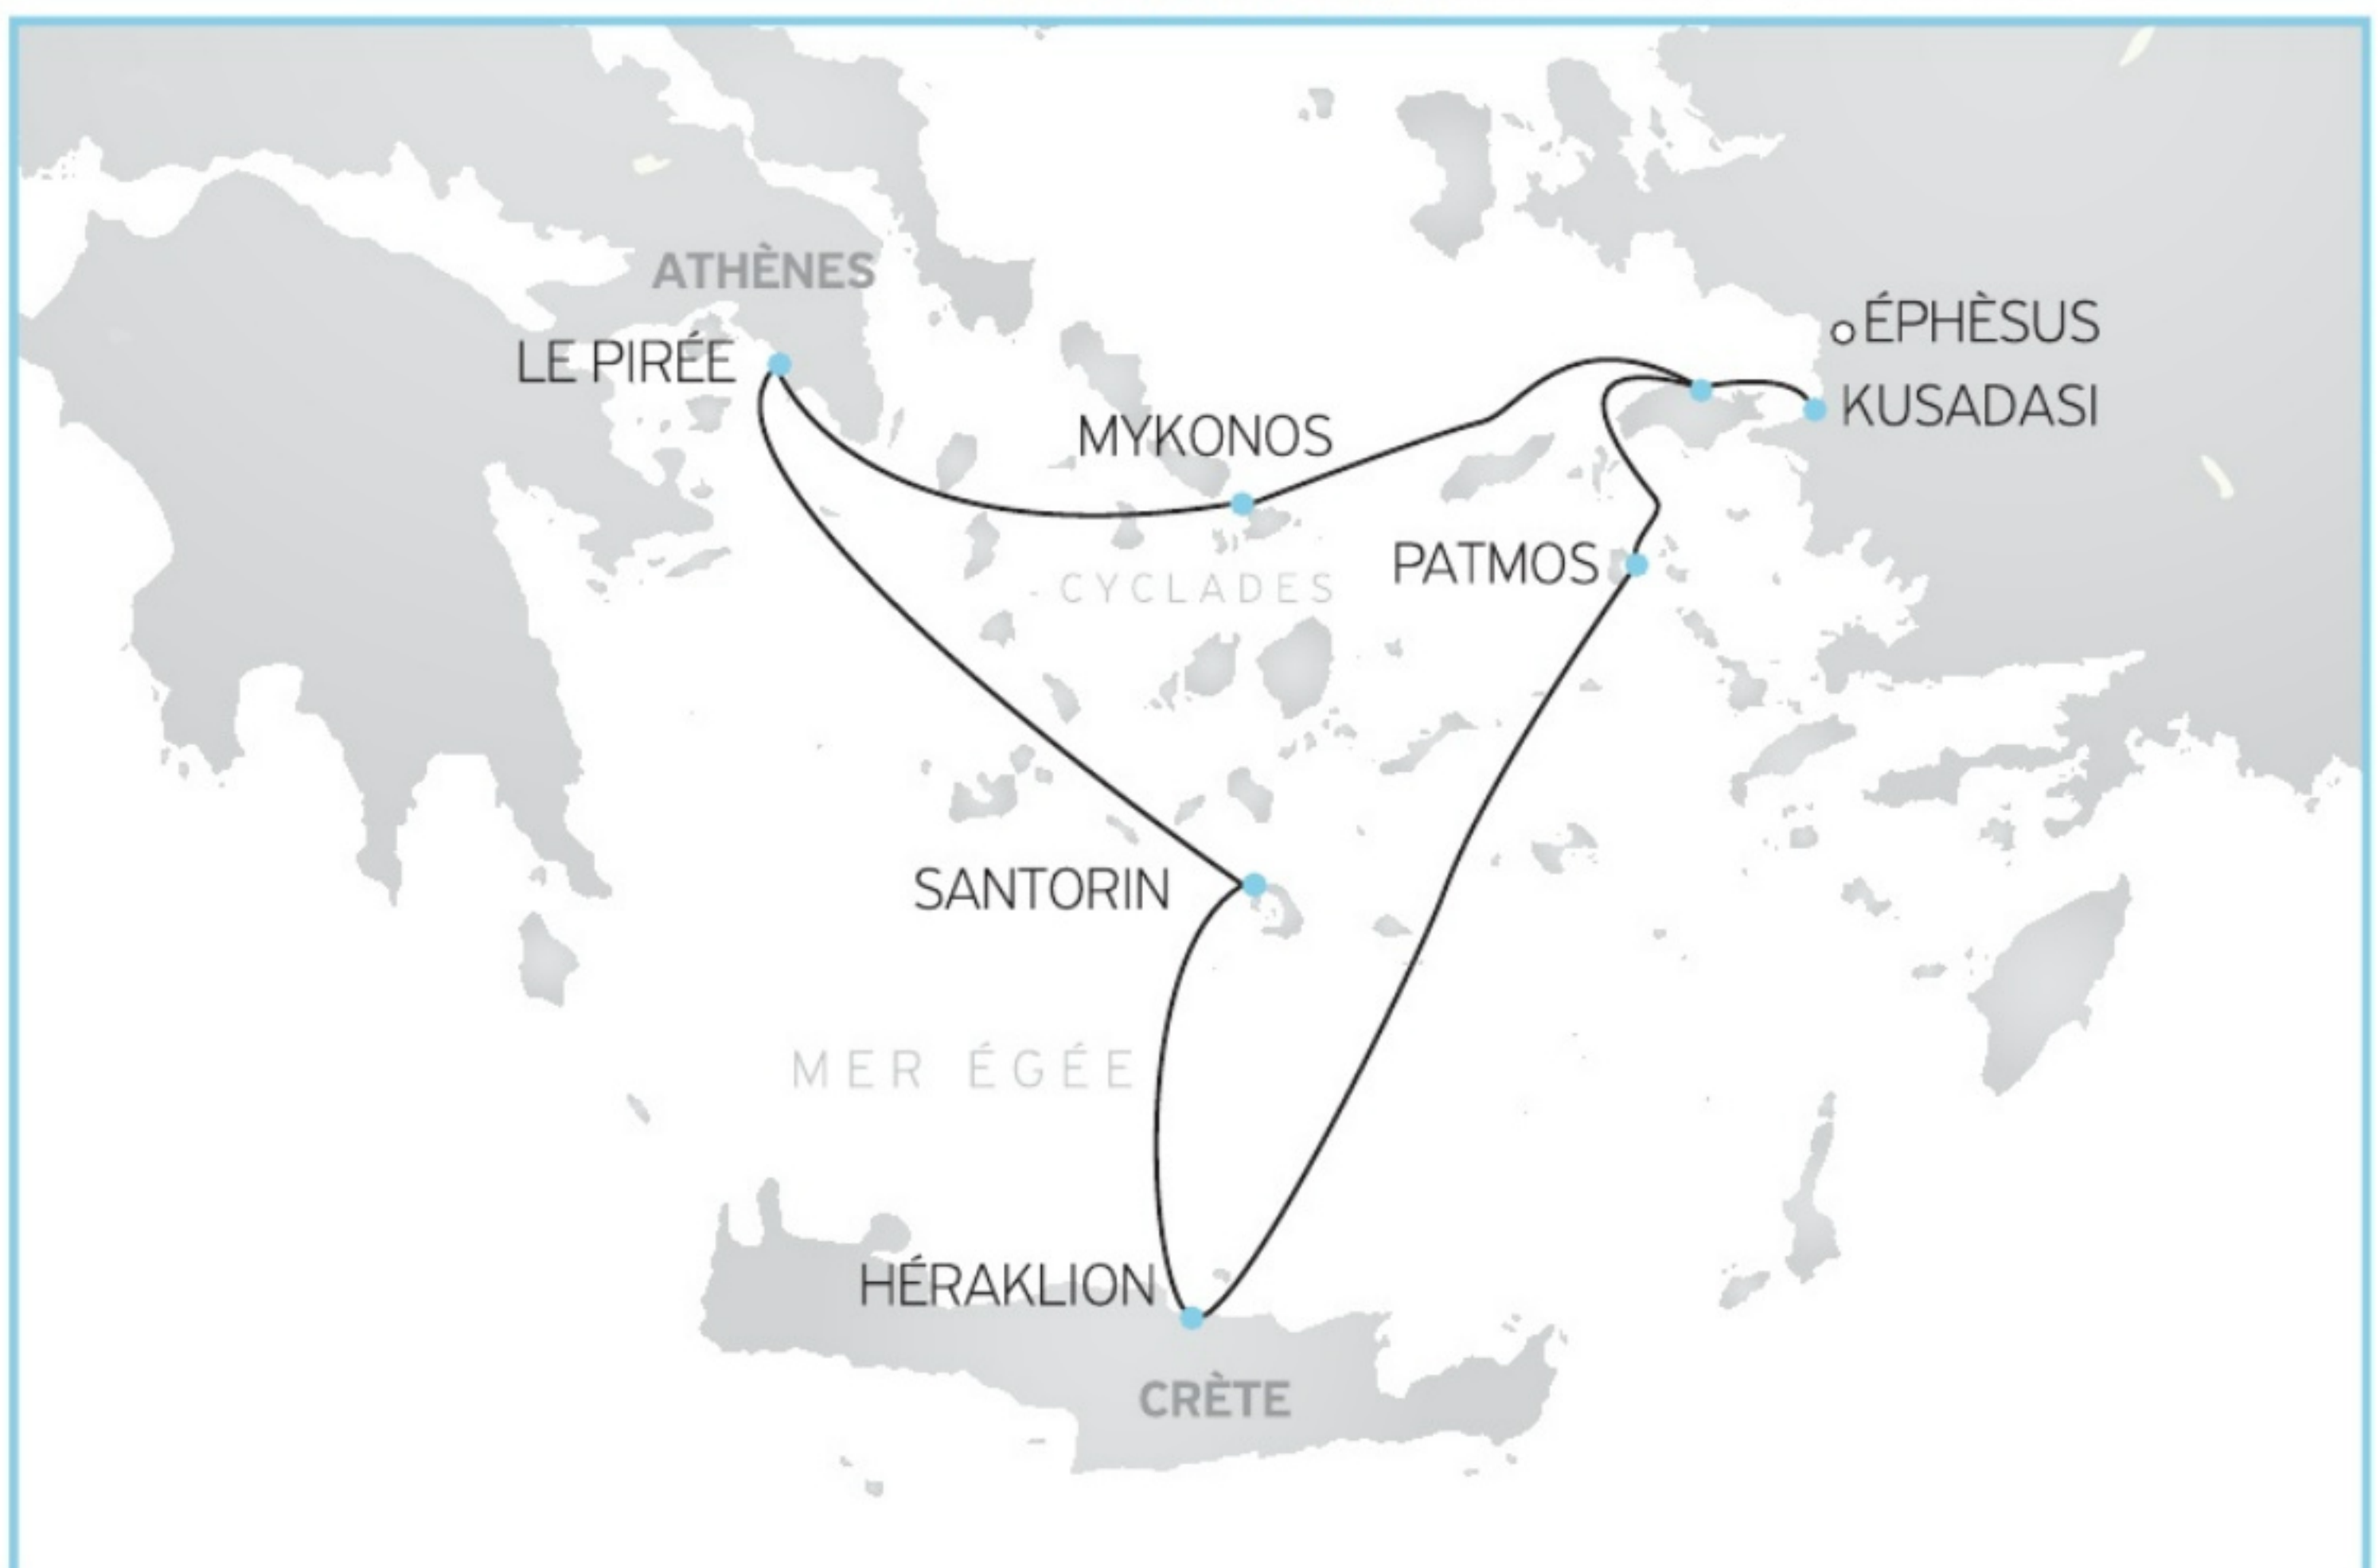 ATHÈNES
ÉPHÈSUS
LE PIRÉE
KUSADASI
MYKONOS
PATMOS
CYCLADES
SANTORIN
MER ÉGÉE
HÉRAKLION
CRÈTE